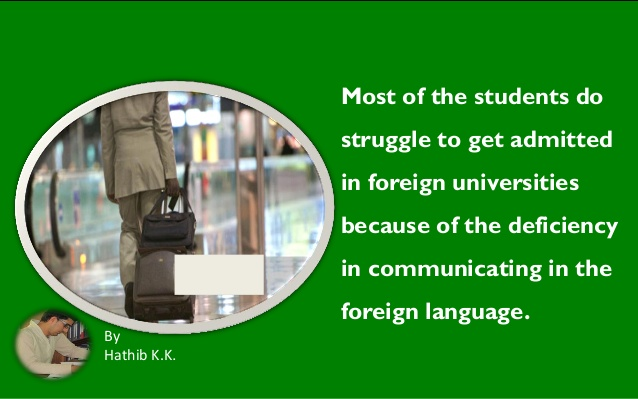 Most of the students do
struggle to get admitted
in foreign universities
because of the deficiency
in communicating in the
foreign language.
By
Hathib K.K.